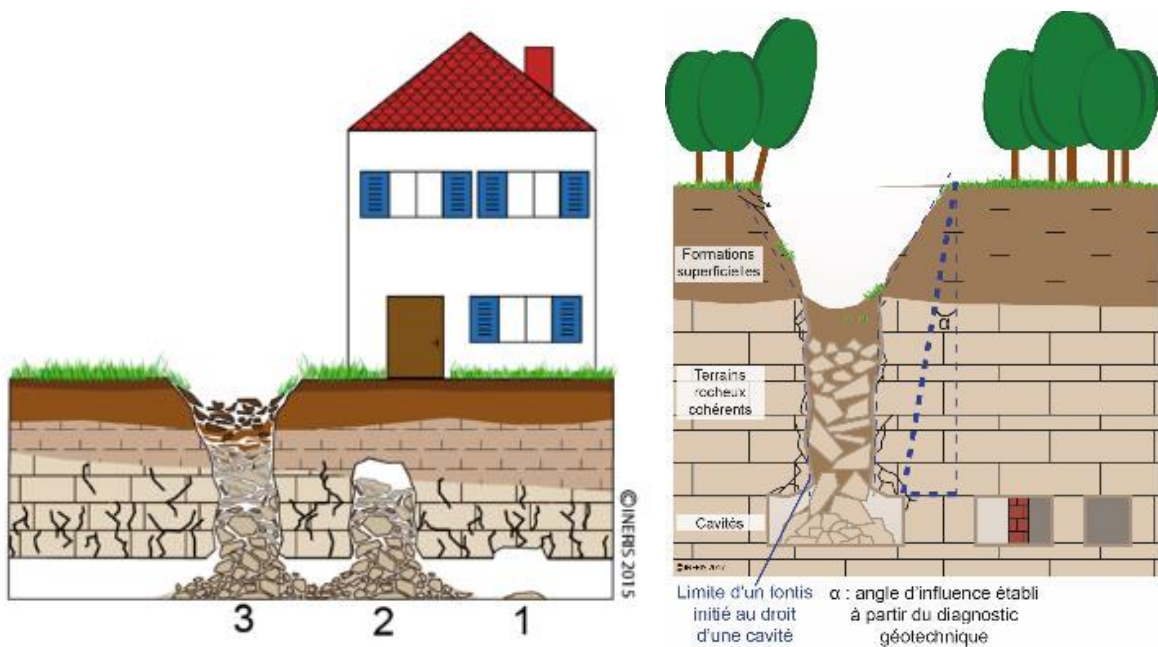 ©INERIS 2015
3
2
1
Formations
superficielles
α
Terrains
rocheux
cohérents
Cavités
Limite d'un fontis
initié au droit
d'une cavité
α : angle d'influence établi
à partir du diagnostic
géotechnique